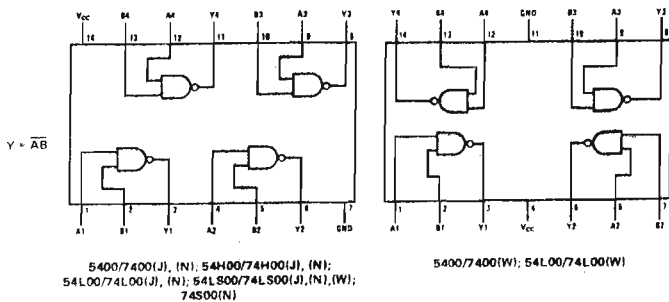 VCC B4 A4 Y4 B3 A3 Y3
14 13 12 11 10 9 8
Y = AB
1 2 3 4 5 6 7
A1 B1 Y1 A2 B2 Y2 GND
5400/7400(J), (N); 54H00/74H00(J), (N);
54L00/74L00(J), (N); 54LS00/74LS00(J),(N),(W);
74S00(N)
Y4 B4 A4 GND B3 A3 Y3
14 13 12 11 10 9 8
1 2 3 4 5 6 7
A1 B1 Y1 VCC Y2 A2 B2
5400/7400(W); 54L00/74L00(W)